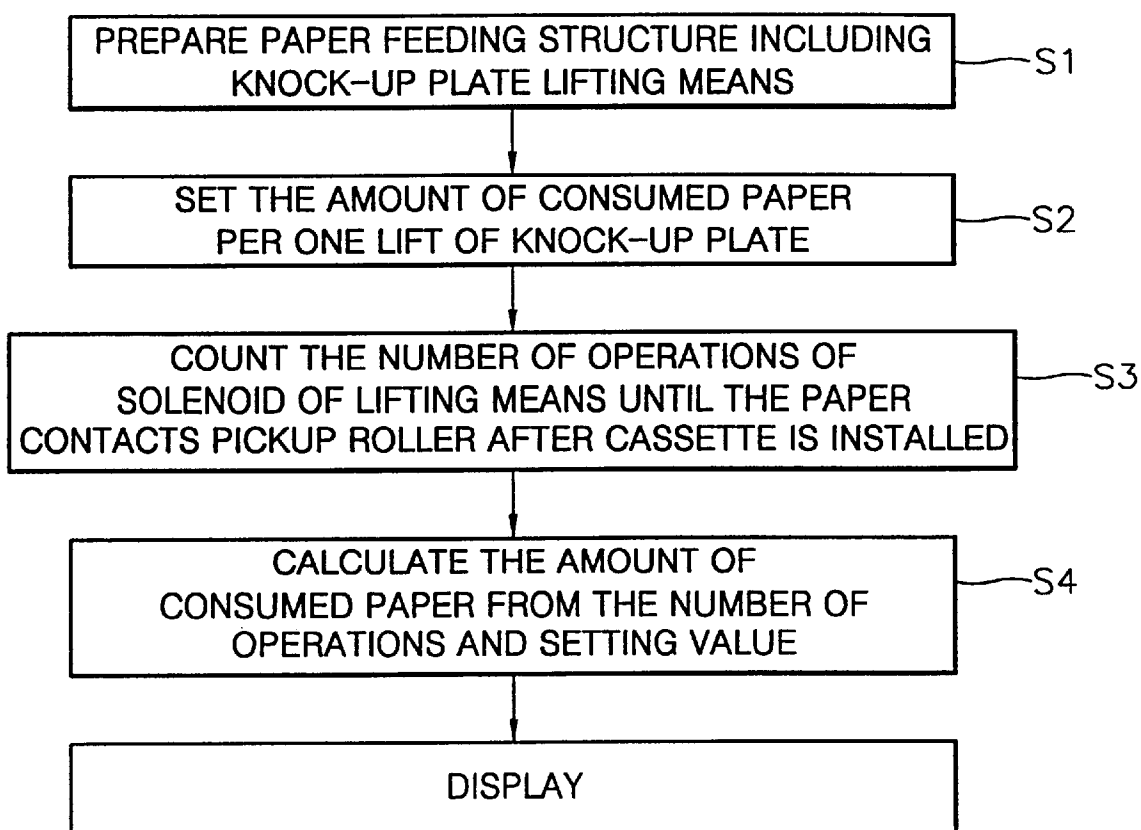 PREPARE PAPER FEEDING STRUCTURE INCLUDING
KNOCK-UP PLATE LIFTING MEANS
S1
SET THE AMOUNT OF CONSUMED PAPER
PER ONE LIFT OF KNOCK-UP PLATE
S2
COUNT THE NUMBER OF OPERATIONS OF
SOLENOID OF LIFTING MEANS UNTIL THE PAPER
CONTACTS PICKUP ROLLER AFTER CASSETTE IS INSTALLED
S3
CALCULATE THE AMOUNT OF
CONSUMED PAPER FROM THE NUMBER OF
OPERATIONS AND SETTING VALUE
S4
DISPLAY